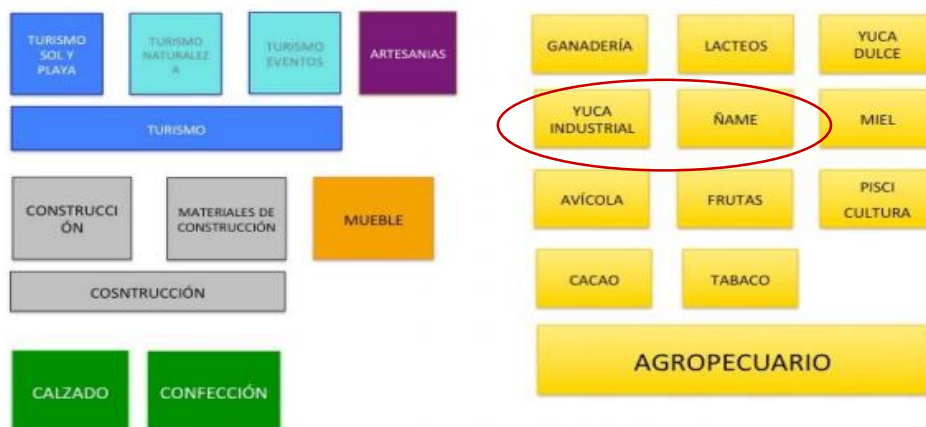 TURISMO
SOL Y
PLAYA
TURISMO
NATURALEZ
A
TURISMO
EVENTOS
ARTESANIAS
TURISMO
CONSTRUCCI
ÓN
MATERIALES DE
CONSTRUCCIÓN
MUEBLE
COSNTRUCCIÓN
CALZADO
CONFECCIÓN
GANADERÍA
LACTEOS
YUCA
DULCE
YUCA
INDUSTRIAL
ÑAME
MIEL
AVÍCOLA
FRUTAS
PISCI
CULTURA
CACAO
TABACO
AGROPECUARIO